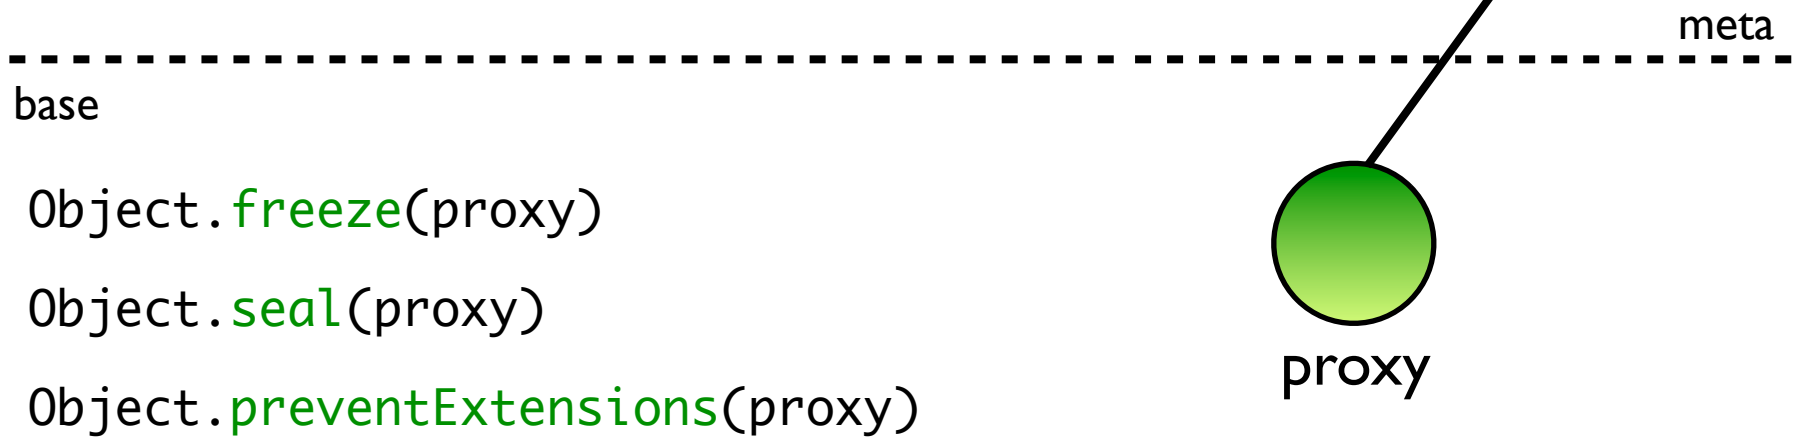 meta
base
Object.freeze(proxy)
Object.seal(proxy)
proxy
Object.preventExtensions(proxy)